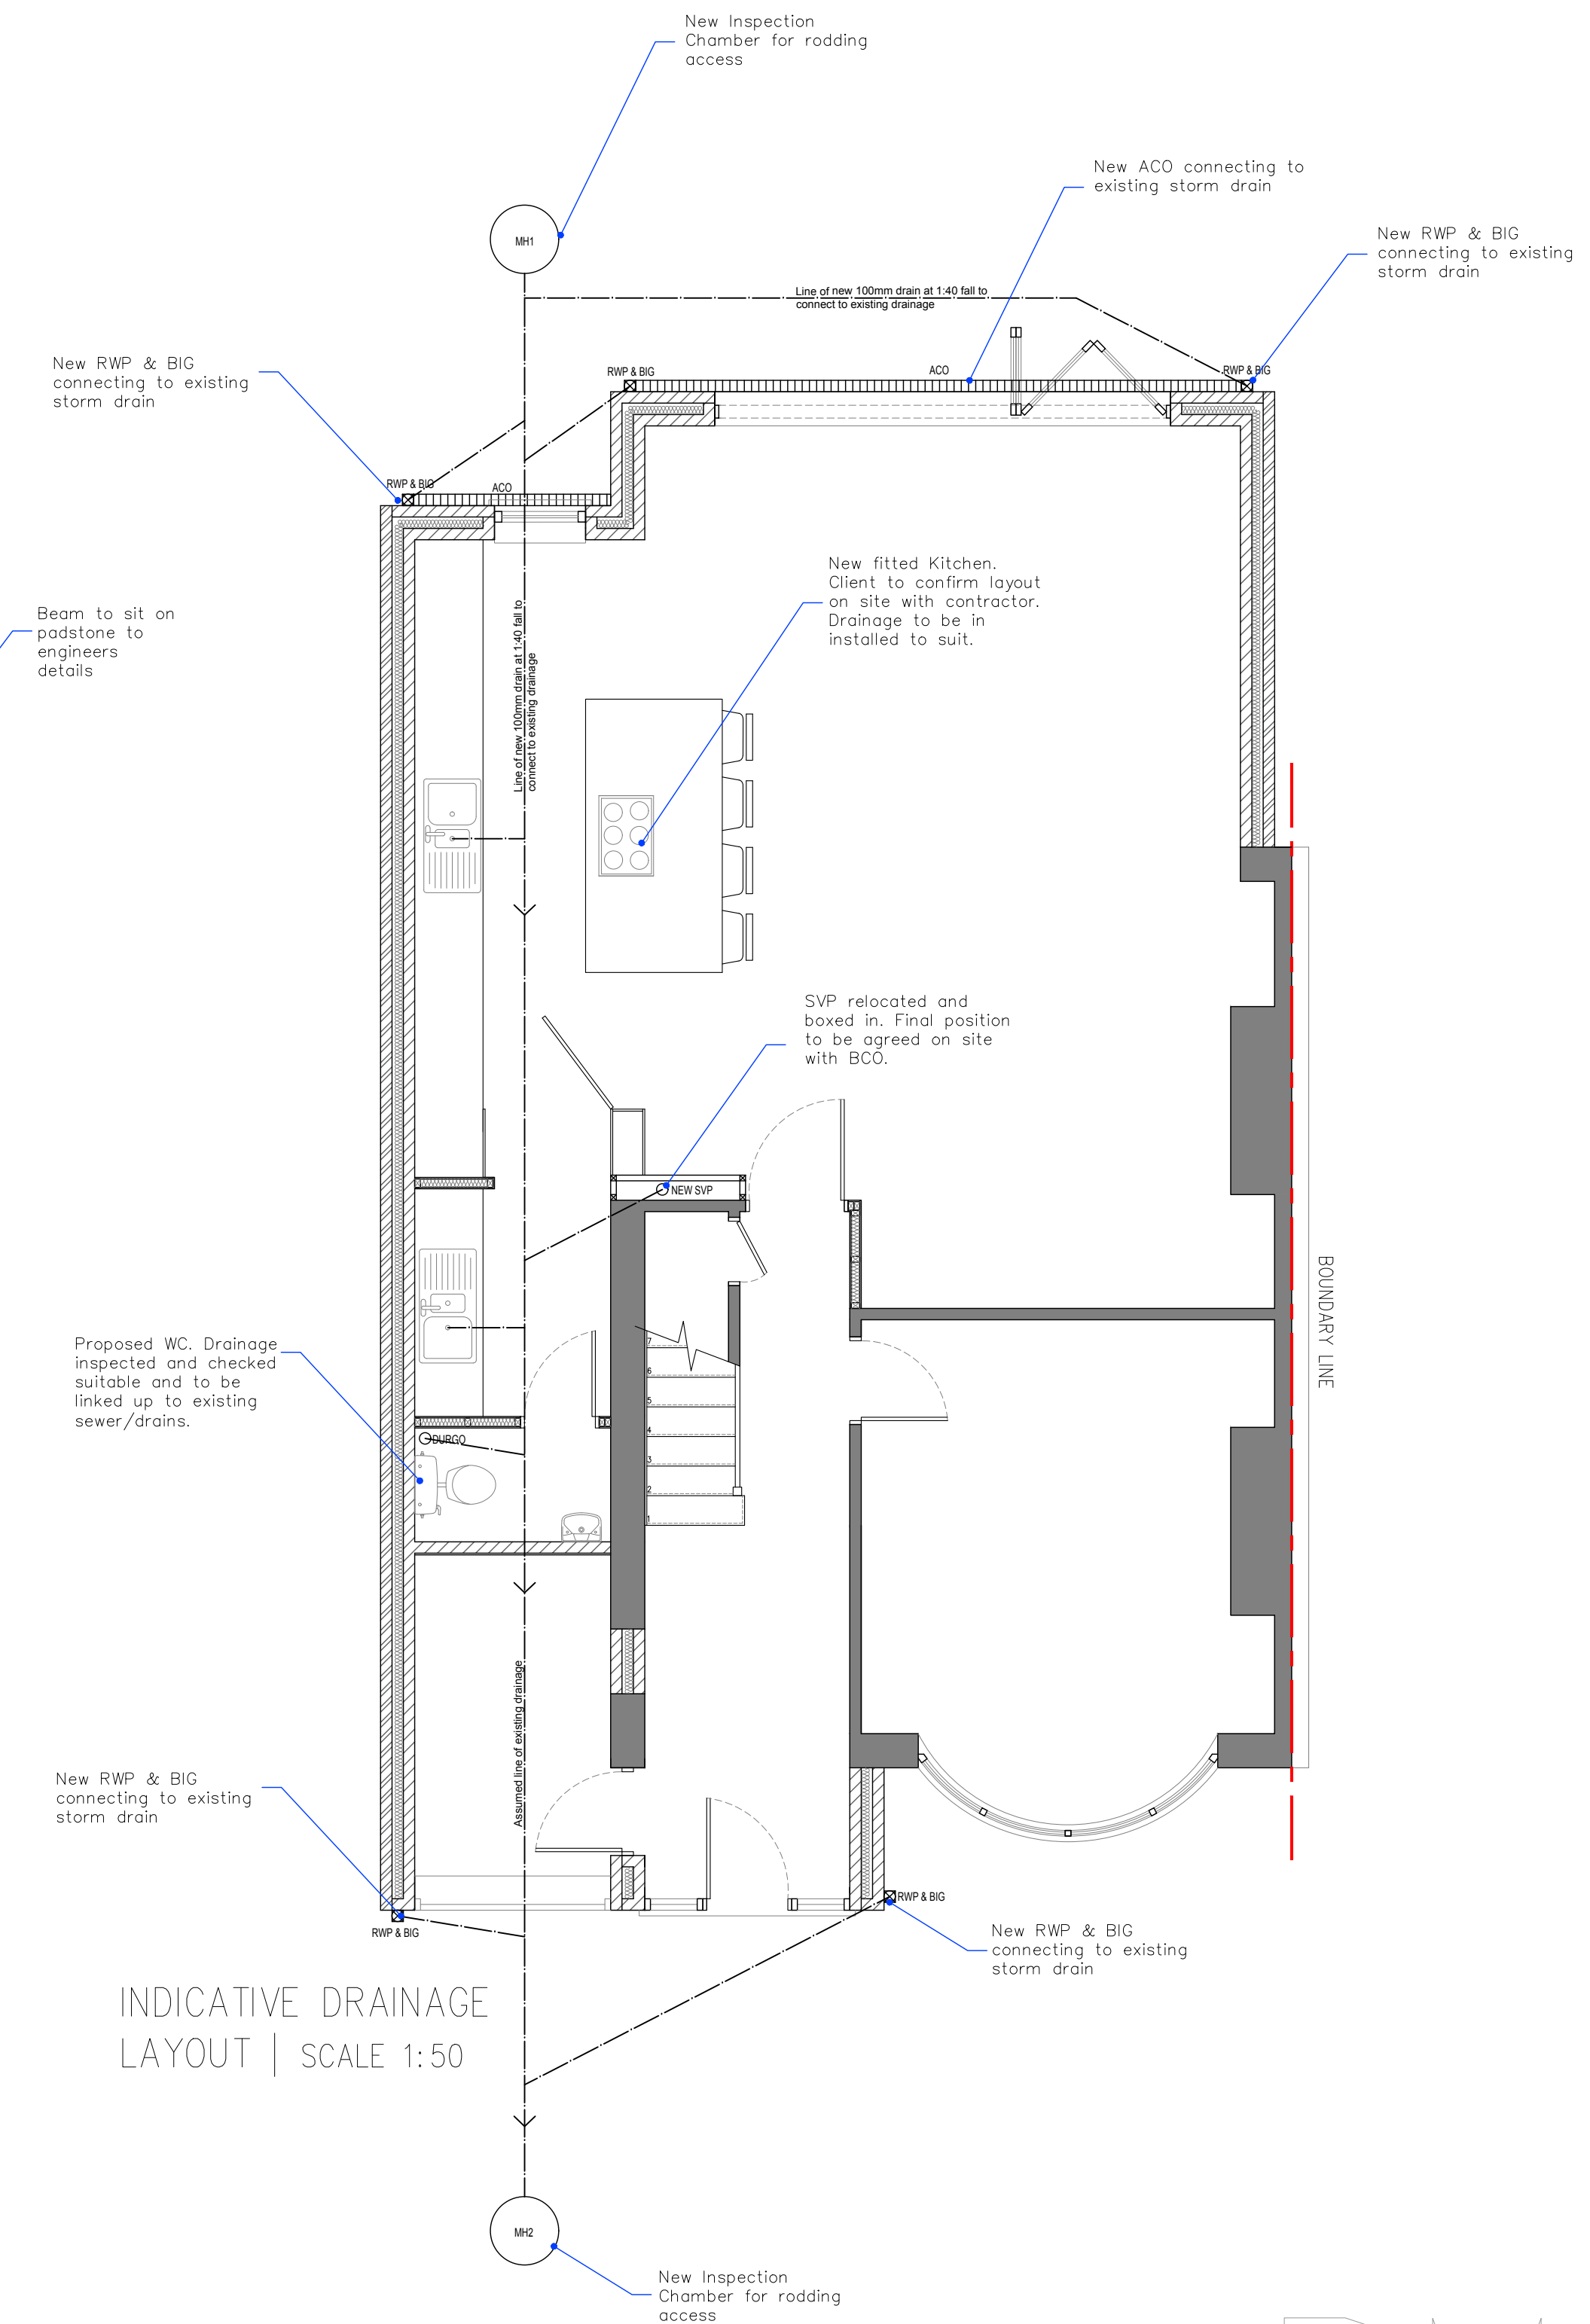 New Inspection
Chamber for rodding
access
New ACO connecting to
existing storm drain
New RWP & BIG
connecting to existing
storm drain
MH1
Line of new 100mm drain at 1:40 fall to
connect to existing drainage
New RWP & BIG
connecting to existing
storm drain
RWP & BIG
ACO
RWP & BIG
RWP & BIG
ACO
New fitted Kitchen.
Client to confirm layout
on site with contractor.
Drainage to be in
installed to suit.
Beam to sit on
padstone to
engineers
details
Line of new 100mm drain at 1:40 fall to
connect to existing drainage
SVP relocated and
boxed in. Final position
to be agreed on site
with BCO.
NEW SVP
BOUNDARY LINE
Proposed WC. Drainage
inspected and checked
suitable and to be
linked up to existing
sewer/drains.
7
6
5
4
3
2
1
DURGO
Assumed line of existing drainage
New RWP & BIG
connecting to existing
storm drain
RWP & BIG
RWP & BIG
New RWP & BIG
connecting to existing
storm drain
INDICATIVE DRAINAGE
LAYOUT | SCALE 1:50
MH2
New Inspection
Chamber for rodding
access